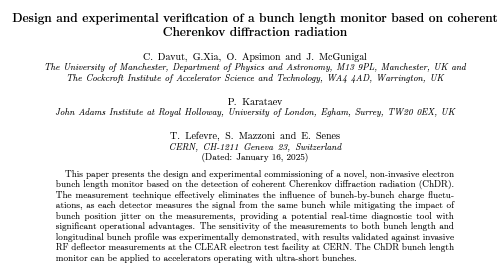 Design and experimental verification of a bunch length monitor based on coherent
Cherenkov diffraction radiation
C. Davut, G.Xia, O. Apsimon and J. McGunigal
The University of Manchester, Department of Physics and Astronomy, M13 9PL, Manchester, UK and
The Cockcroft Institute of Accelerator Science and Technology, WA4 4AD, Warrington, UK
P. Karataev
John Adams Institute at Royal Holloway, University of London, Egham, Surrey, TW20 0EX, UK
T. Lefevre, S. Mazzoni and E. Senes
CERN, CH-1211 Geneva 23, Switzerland
(Dated: January 16, 2025)
This paper presents the design and experimental commissioning of a novel, non-invasive electron
bunch length monitor based on the detection of coherent Cherenkov diffraction radiation (ChDR).
The measurement technique effectively eliminates the influence of bunch-by-bunch charge fluctu-
ations, as each detector measures the signal from the same bunch while mitigating the impact of
bunch position jitter on the measurements, providing a potential real-time diagnostic tool with
significant operational advantages. The sensitivity of the measurements to both bunch length and
longitudinal bunch profile was experimentally demonstrated, with results validated against invasive
RF deflector measurements at the CLEAR electron test facility at CERN. The ChDR bunch length
monitor can be applied to accelerators operating with ultra-short bunches.